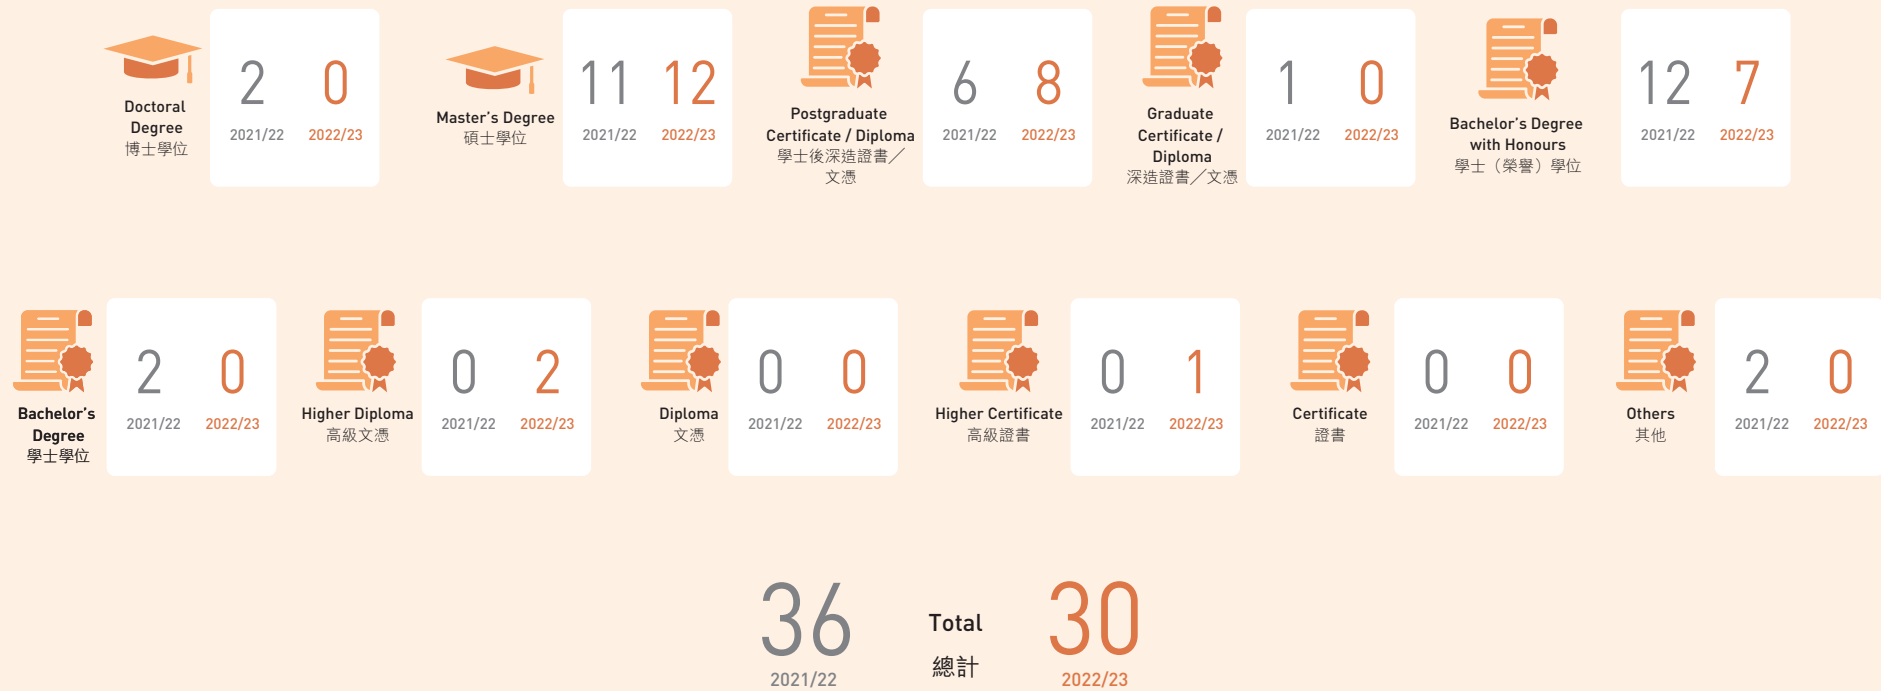 Doctoral
Degree
博士學位
2 0
2021/22 2022/23
Master's Degree
碩士學位
11 12
2021/22 2022/23
Postgraduate
Certificate / Diploma
學士後深造證書／
文憑
6 8
2021/22 2022/23
Graduate
Certificate /
Diploma
深造證書／文憑
1 0
2021/22 2022/23
Bachelor's Degree
with Honours
學士（榮譽）學位
12 7
2021/22 2022/23
Bachelor's
Degree
學士學位
2 0
2021/22 2022/23
Higher Diploma
高級文憑
0 2
2021/22 2022/23
Diploma
文憑
0 0
2021/22 2022/23
Higher Certificate
高級證書
0 1
2021/22 2022/23
Certificate
證書
0 0
2021/22 2022/23
Others
其他
2 0
2021/22 2022/23
36
2021/22
Total
總計
30
2022/23